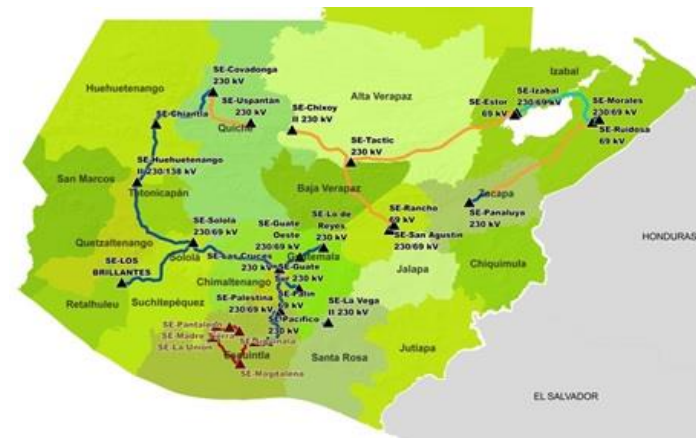 Izabal
SE-Covadonga
230 kV
Huehuetenango
Alta Verapaz
SE-Izabal
230/69 kV
SE-Uspantán
230 kV
SE-Chixoy
II 230 kV
SE-Estor
69 kV
SE-Morales
230/69 kV
SE-Chiantla
Quiché
SE-Ruidosa
69 kV
SE-Tactic
230 kV
SE-Huehuetenango
II 230/138 kV
San Marcos
Totonicapán
Baja Verapaz
Zacapa
SE-Panaluya
230 kV
SE-Rancho
69 kV
SE-San Agustin
230/69 kV
SE-Lo de
Reyes
230 kV
SE-Guate
Oeste
230/69 kV
Guatemala
SE-Sololá
230/69 kV
Quetzaltenango
Sololá
HONDURAS
SE-LOS
BRILLANTES
SE-Las Cruces
230 kV
SE-Guate
Sur 230 kV
Jalapa
Chiquimula
Chimaltenango
Retalhuleu
Suchitepéquez
SE-Palín
69 kV
SE-Palestina
230/69 kV
SE-La Vega
II 230 kV
SE-Pacífico
230 kV
SE-Pantaleón
SE-Madre Tierra
SE-La Unión
Escuintla
SE-Magdalena
Santa Rosa
Jutiapa
EL SALVADOR